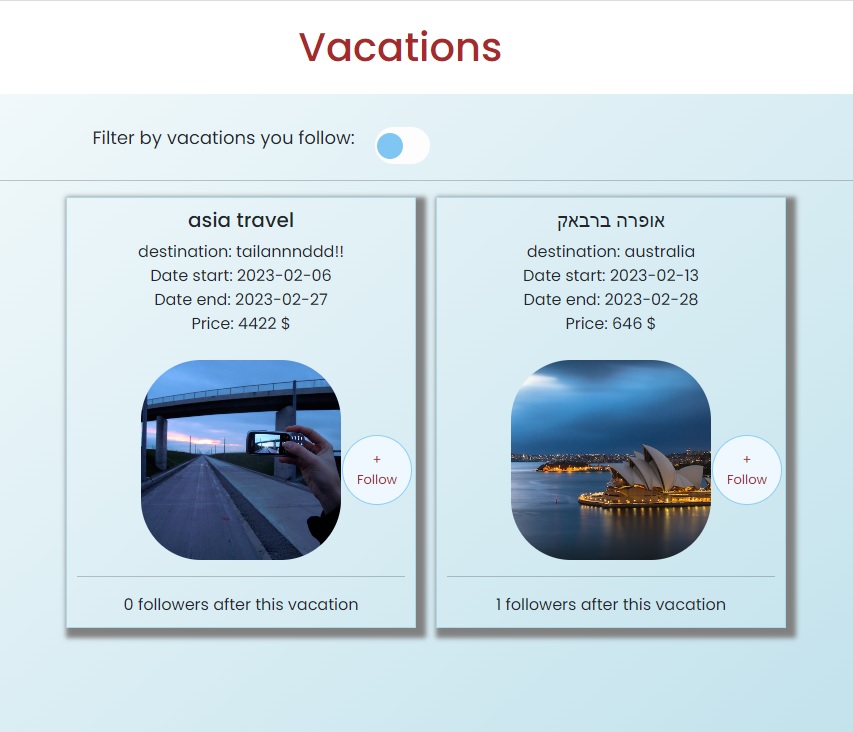 Vacations
Filter by vacations you follow:
asia travel
destination: tailannnddd!!
Date start: 2023-02-06
Date end: 2023-02-27
Price: 4422 $
+
Follow
0 followers after this vacation
אופרה ברבאק
destination: australia
Date start: 2023-02-13
Date end: 2023-02-28
Price: 646 $
+
Follow
1 followers after this vacation